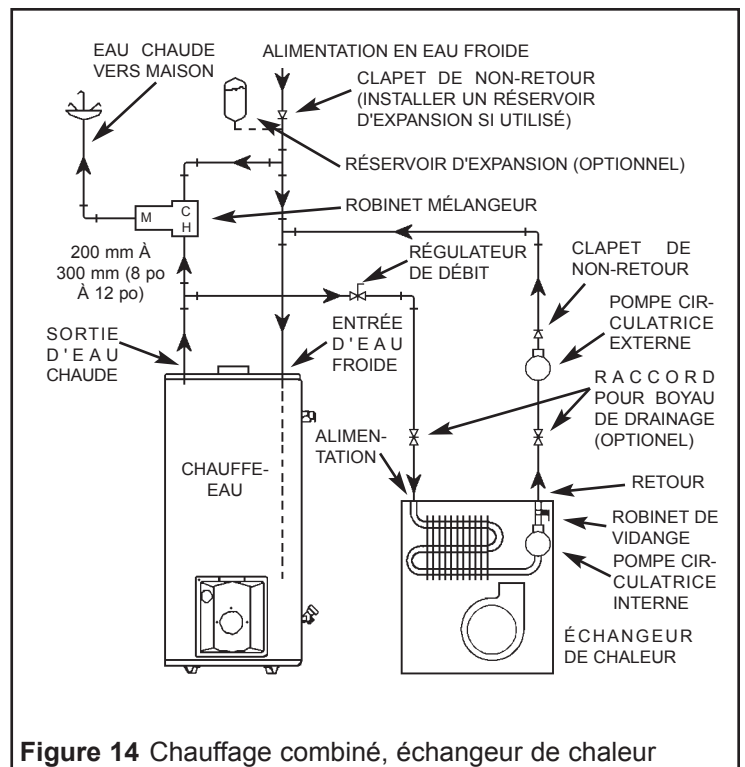 EAU CHAUDE
VERS MAISON
ALIMENTATION EN EAU FROIDE
CLAPET DE NON-RETOUR
(INSTALLER UN RÉSERVOIR
D'EXPANSION SI UTILISÉ)
RÉSERVOIR D'EXPANSION (OPTIONNEL)
M
C
H
ROBINET MÉLANGEUR
200 mm À
300 mm (8 po
À 12 po)
RÉGULATEUR
DE DÉBIT
CLAPET DE
NON-RETOUR
POMPE CIR-
CULATRICE
EXTERNE
SORTIE
D'EAU
CHAUDE
ENTRÉE
D'EAU
FROIDE
RACCORD
POUR BOYAU
DE DRAINAGE
(OPTIONEL)
ALIMEN-
TATION
CHAUFFE-
EAU
RETOUR
ROBINET DE
VIDANGE
POMPE CIR-
CULATRICE
INTERNE
ÉCHANGEUR
DE CHALEUR
Figure 14 Chauffage combiné, échangeur de chaleur